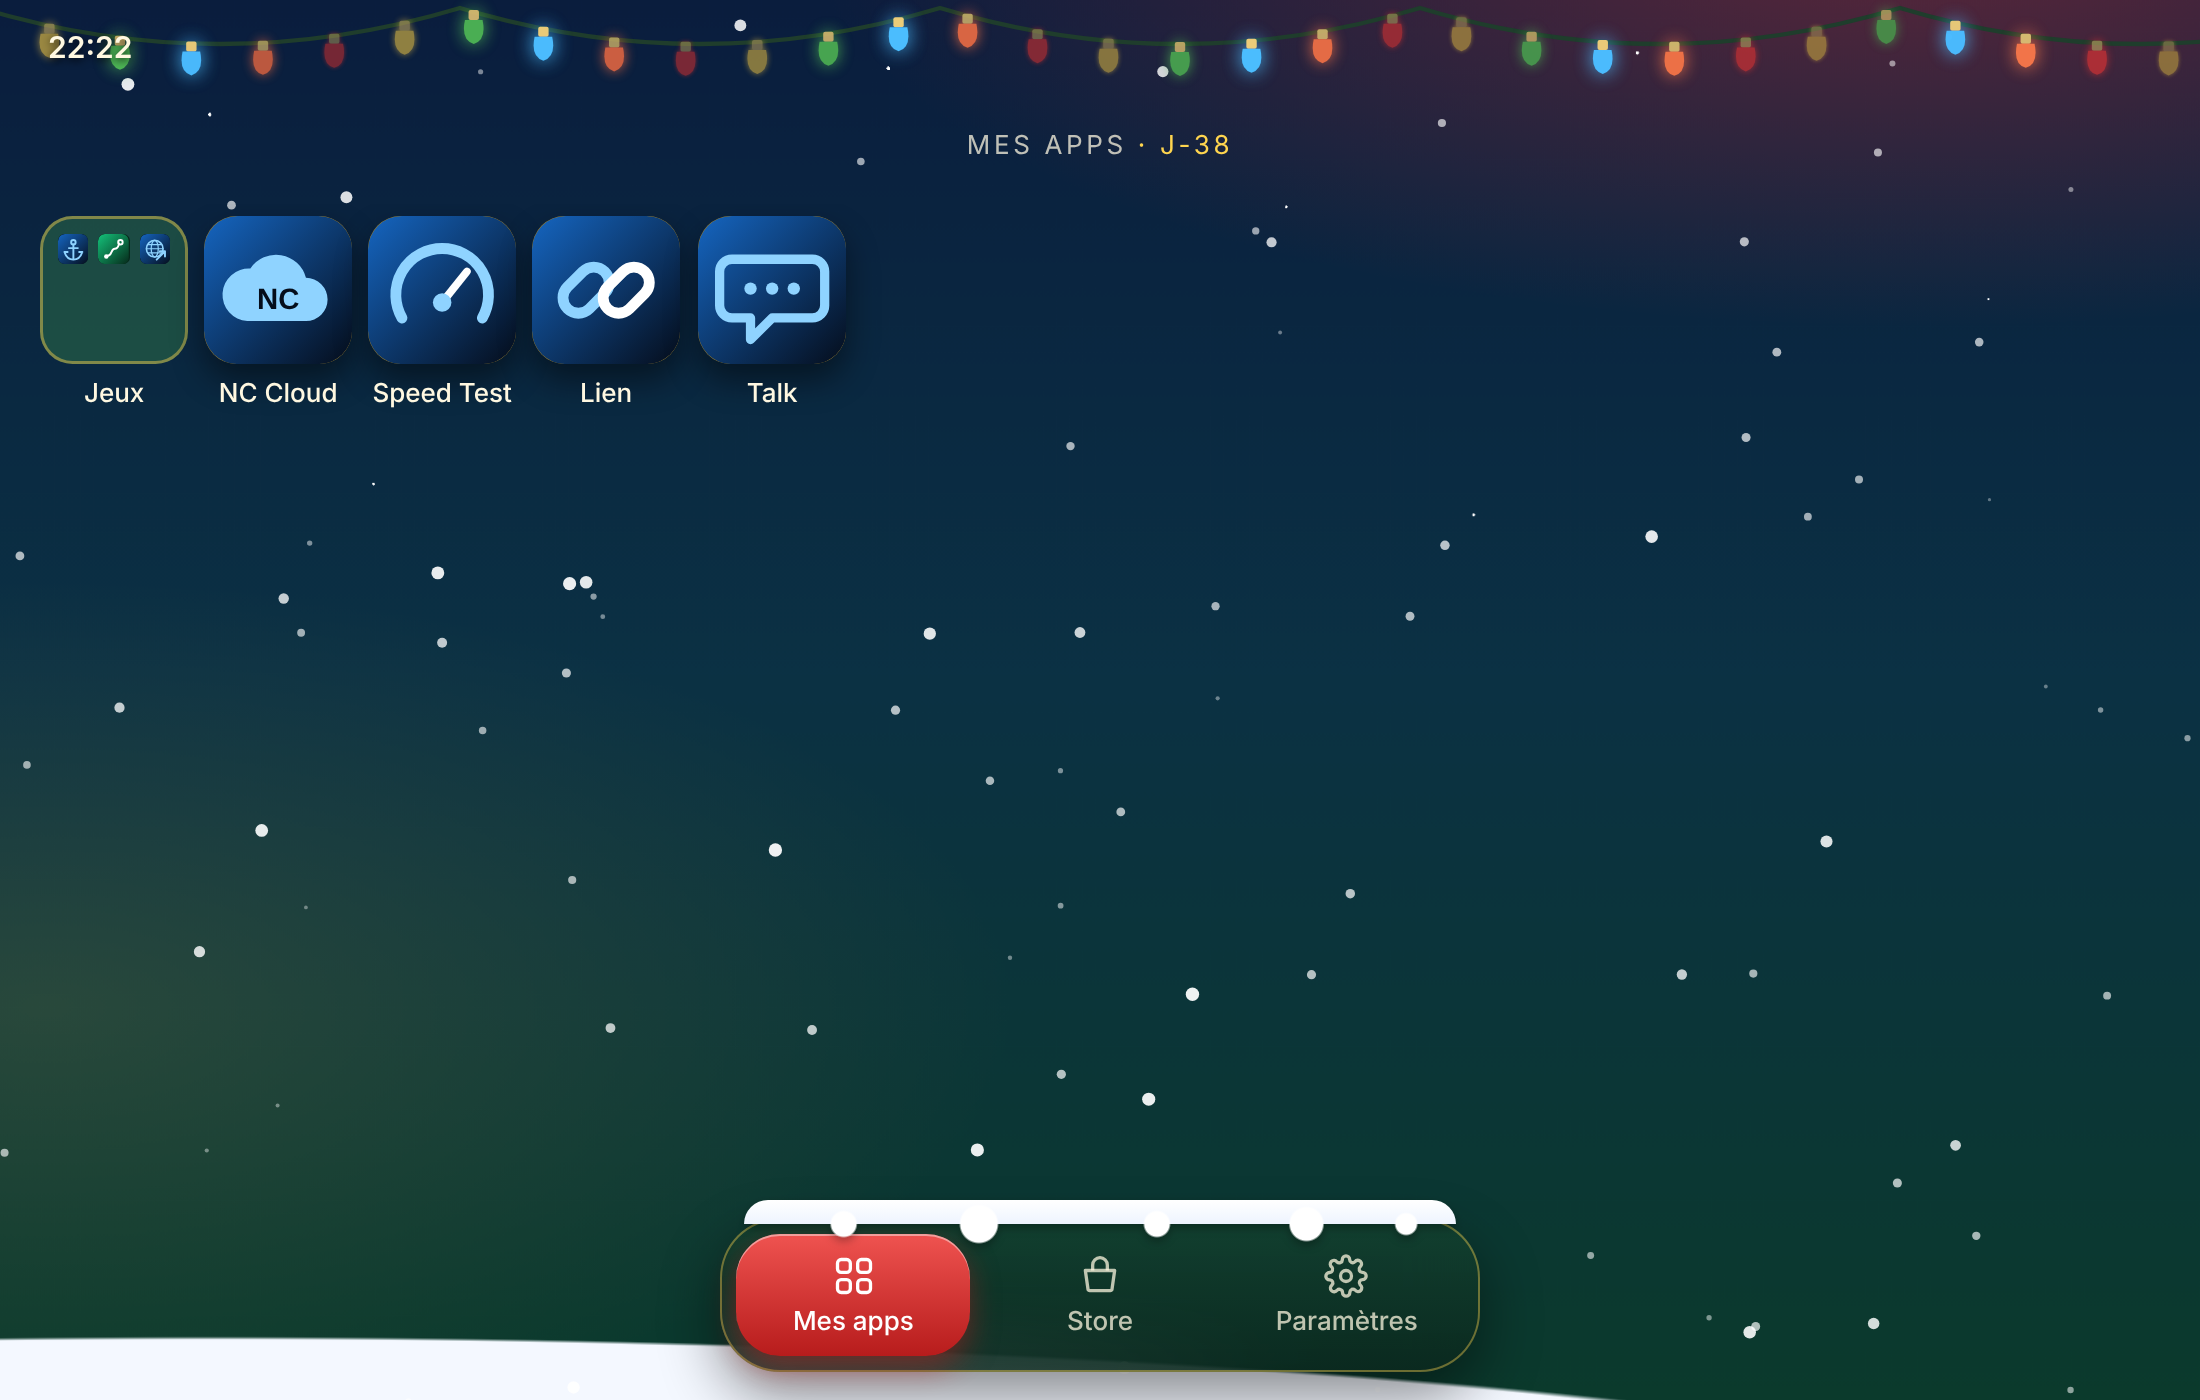 22:22
MES APPS · J-38
NC
Jeux
NC Cloud
Speed Test
Lien
Talk
Mes apps
Store
Paramètres